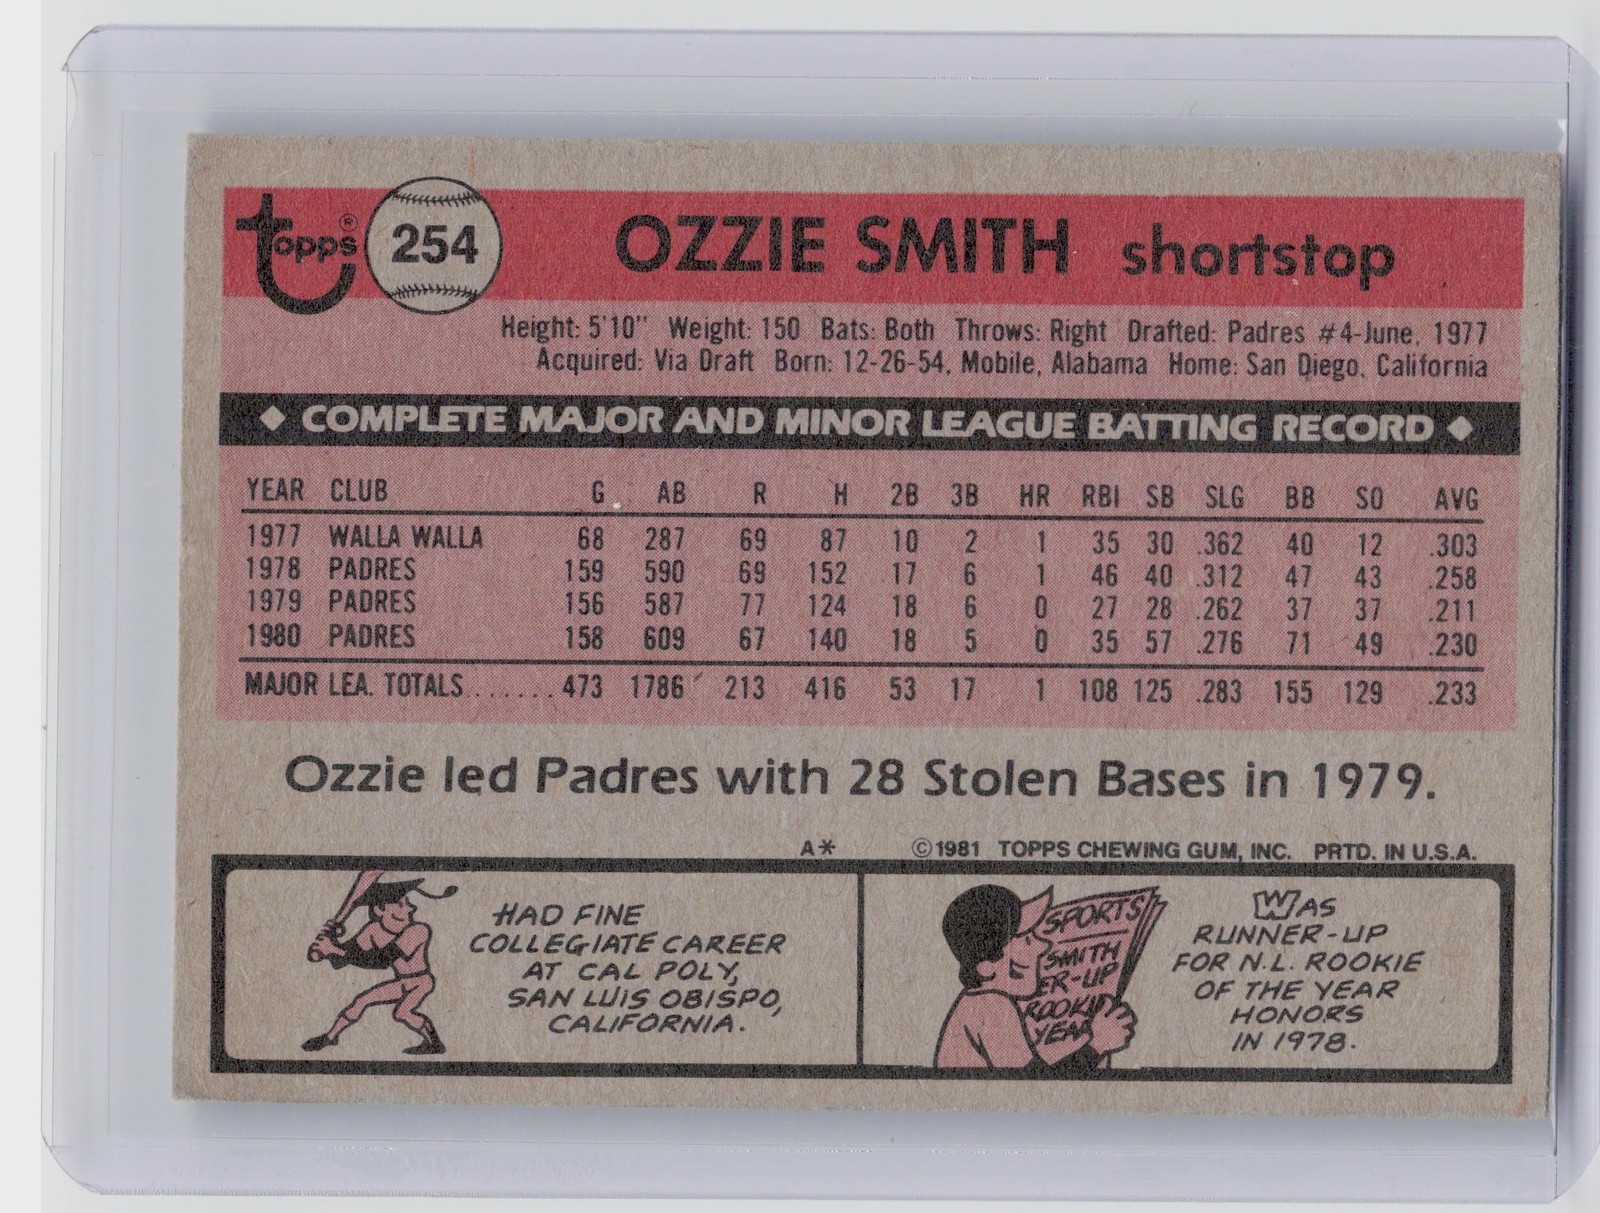 topps ® 254 OZZIE SMITH shortstop
Height: 5'10" Weight: 150 Bats: Both Throws: Right Drafted: Padres #4-June, 1977
Acquired: Via Draft Born: 12-26-54, Mobile, Alabama Home: San Diego, California
◆ COMPLETE MAJOR AND MINOR LEAGUE BATTING RECORD ◆
YEAR CLUB G AB R H 2B 3B HR RBI SB SLG BB SO AVG
1977 WALLA WALLA 68 287 69 87 10 2 1 35 30 .362 40 12 .303
1978 PADRES 159 590 69 152 17 6 1 46 40 .312 47 43 .258
1979 PADRES 156 587 77 124 18 6 0 27 28 .262 37 37 .211
1980 PADRES 158 609 67 140 18 5 0 35 57 .276 71 49 .230
MAJOR LEA. TOTALS....... 473 1786 213 416 53 17 1 108 125 .283 155 129 .233
Ozzie led Padres with 28 Stolen Bases in 1979.
A* ©1981 TOPPS CHEWING GUM, INC. PRTD. IN U.S.A.
HAD FINE
COLLEGIATE CAREER
AT CAL POLY,
SAN LUIS OBISPO,
CALIFORNIA.
SPORTS
SMITH
ER-UP
ROOKI
YEAR
WAS
RUNNER-UP
FOR N.L. ROOKIE
OF THE YEAR
HONORS
IN 1978.